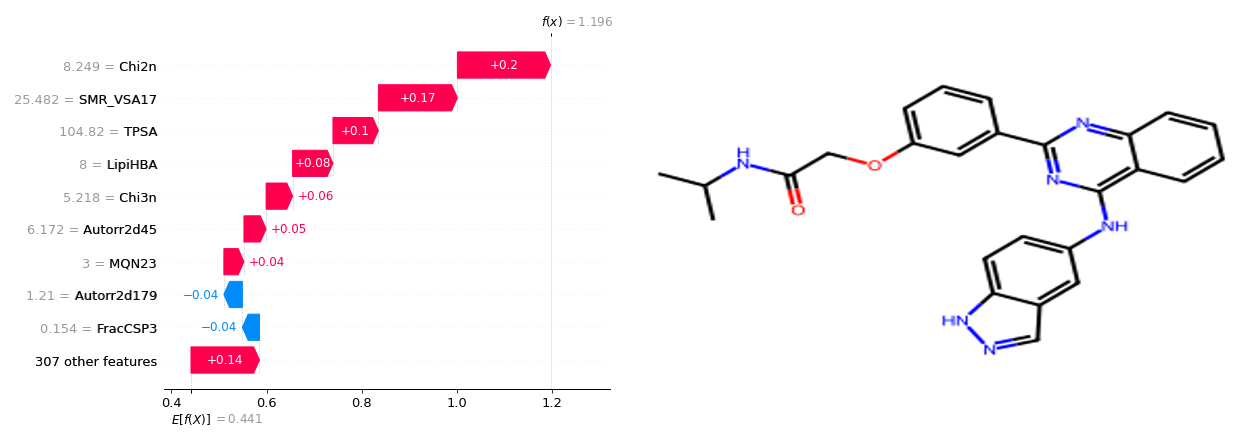 f(x) = 1.196
8.249 = Chi2n
+0.2
25.482 = SMR_VSA17
+0.17
104.82 = TPSA
+0.1
8 = LipiHBA
+0.08
5.218 = Chi3n
+0.06
6.172 = Autorr2d45
+0.05
3 = MQN23
+0.04
1.21 = Autorr2d179
−0.04
0.154 = FracCSP3
−0.04
307 other features
+0.14
0.4 0.6 0.8 1.0 1.2
E[f(X)] = 0.441
H
N
O
O
N
N
NH
HN
N